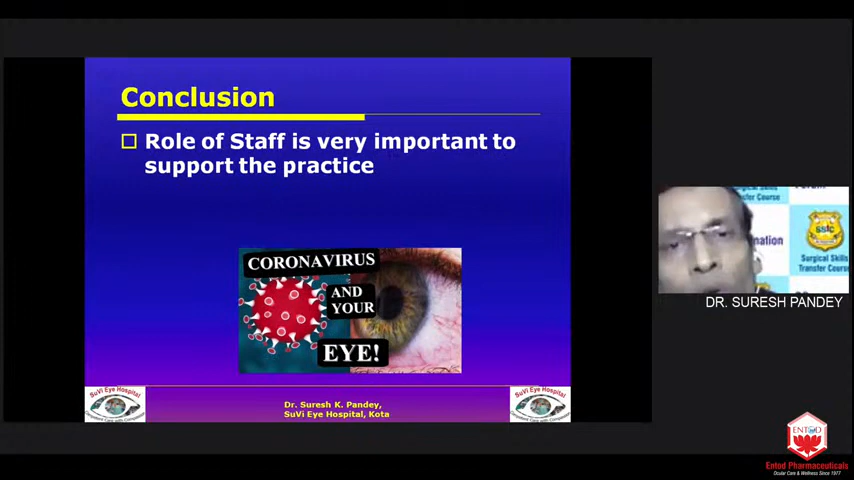 Conclusion
Role of Staff is very important to
support the practice
CORONAVIRUS
AND
YOUR
EYE!
SuVi Eye Hospital
Dr. Suresh K. Pandey,
SuVi Eye Hospital, Kota
SuVi Eye Hospital
Transfer Course
SSTC
Surgical Skills
Transfer Course
DR. SURESH PANDEY
ENTOD
Entod Pharmaceuticals
Ocular Care & Wellness Since 1977